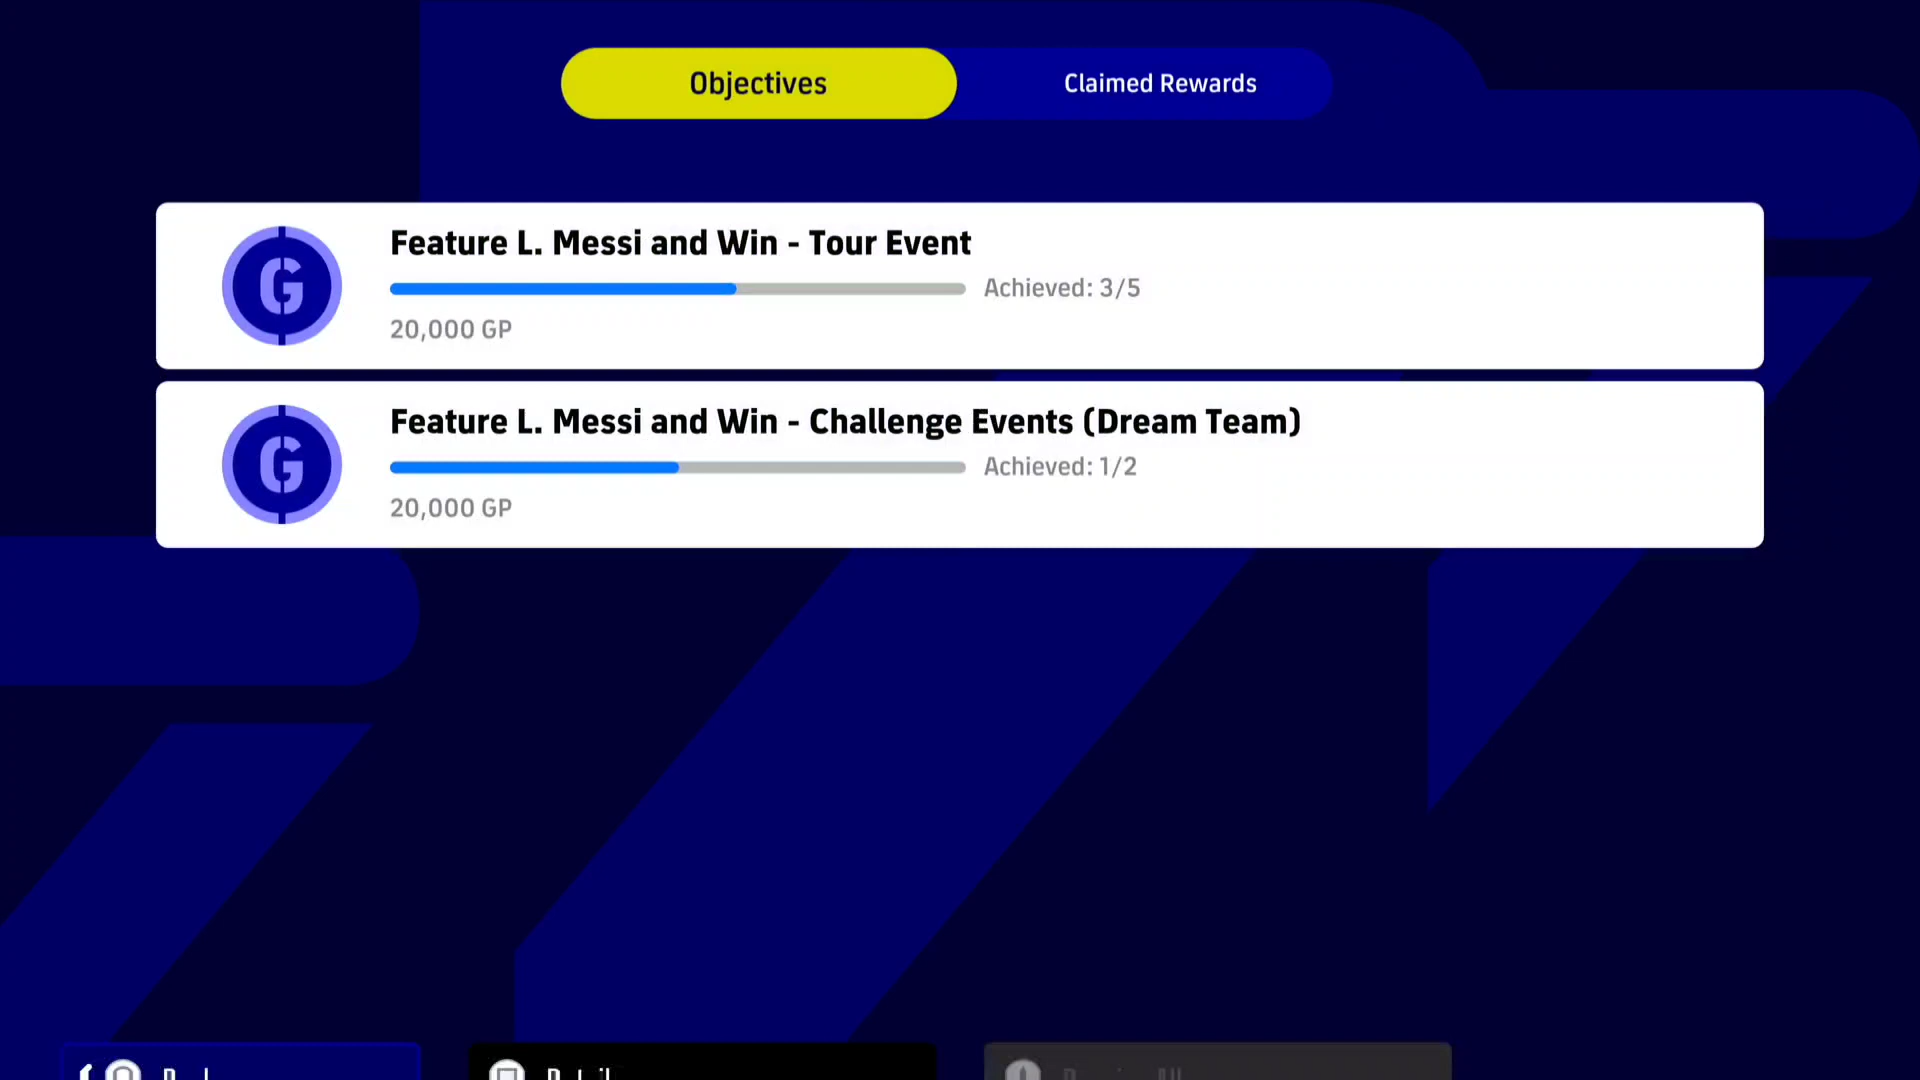 Objectives
Claimed Rewards
Feature L. Messi and Win - Tour Event
Achieved: 3/5
20,000 GP
Feature L. Messi and Win - Challenge Events (Dream Team)
Achieved: 1/2
20,000 GP